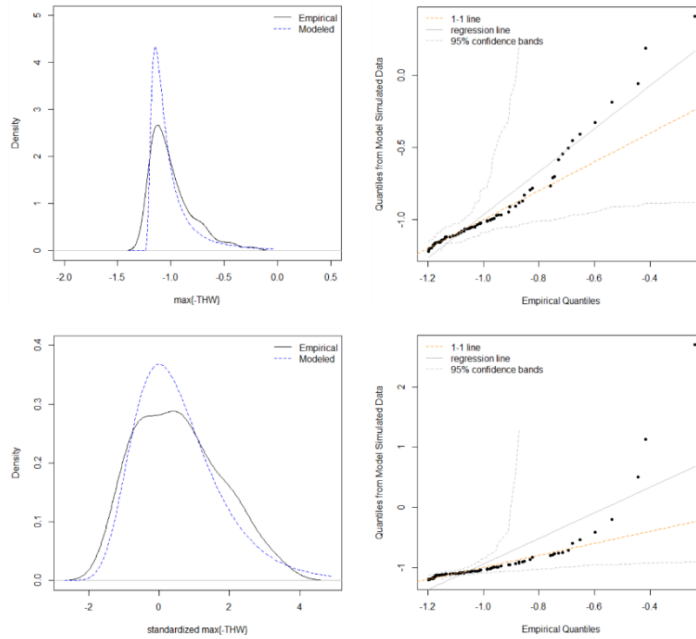 Empirical
Modeled
Density
5
4
3
2
1
0
-2.0 -1.5 -1.0 -0.5 0.0 0.5
max[-THW]
1-1 line
regression line
95% confidence bands
Quantiles from Model Simulated Data
0.0
-0.5
-1.0
-1.2 -1.0 -0.8 -0.6 -0.4
Empirical Quantiles
Empirical
Modeled
Density
0.4
0.3
0.2
0.1
0.0
-2 0 2 4
standardized max[-THW]
1-1 line
regression line
95% confidence bands
Quantiles from Model Simulated Data
2
1
0
-1
-1.2 -1.0 -0.8 -0.6 -0.4
Empirical Quantiles